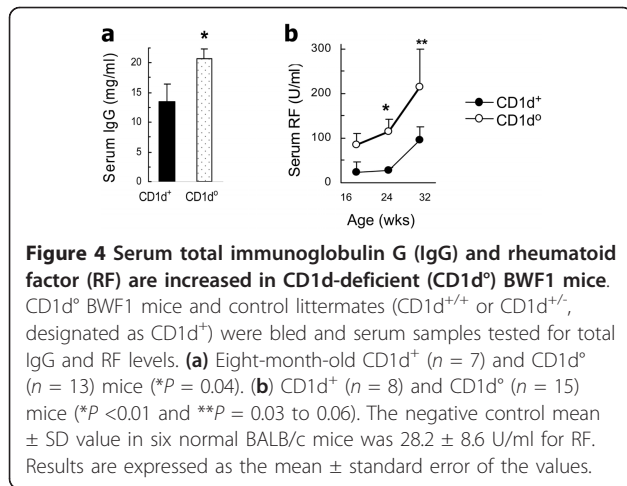 a
b
Serum IgG (mg/ml)
20
15
10
5
0
*
CD1d⁺
CD1d°
Serum RF (U/ml)
300
200
100
0
*
**
16
24
32
Age (wks)
CD1d⁺
CD1d°
Figure 4 Serum total immunoglobulin G (IgG) and rheumatoid
factor (RF) are increased in CD1d-deficient (CD1d°) BWF1 mice.
CD1d° BWF1 mice and control littermates (CD1d⁺/⁺ or CD1d⁺/⁻,
designated as CD1d⁺) were bled and serum samples tested for total
IgG and RF levels. (a) Eight-month-old CD1d⁺ (n = 7) and CD1d°
(n = 13) mice (*P = 0.04). (b) CD1d⁺ (n = 8) and CD1d° (n = 15)
mice (*P <0.01 and **P = 0.03 to 0.06). The negative control mean
± SD value in six normal BALB/c mice was 28.2 ± 8.6 U/ml for RF.
Results are expressed as the mean ± standard error of the values.